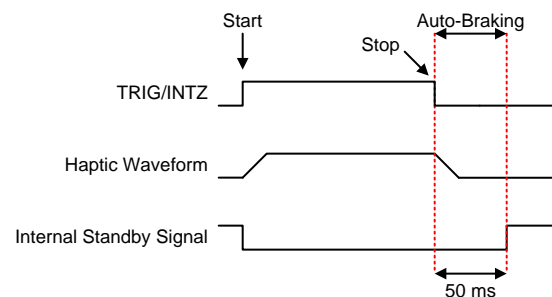 Start
Auto-Braking
Stop
TRIG/INTZ
Haptic Waveform
Internal Standby Signal
50 ms